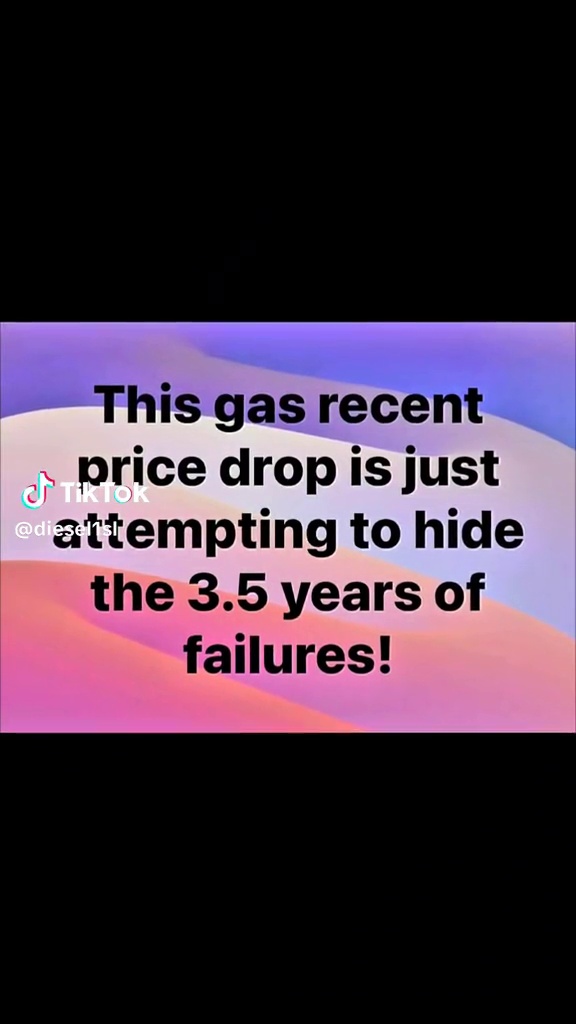 This gas recent
price drop is just
TikTok
@diesel1sl
attempting to hide
the 3.5 years of
failures!